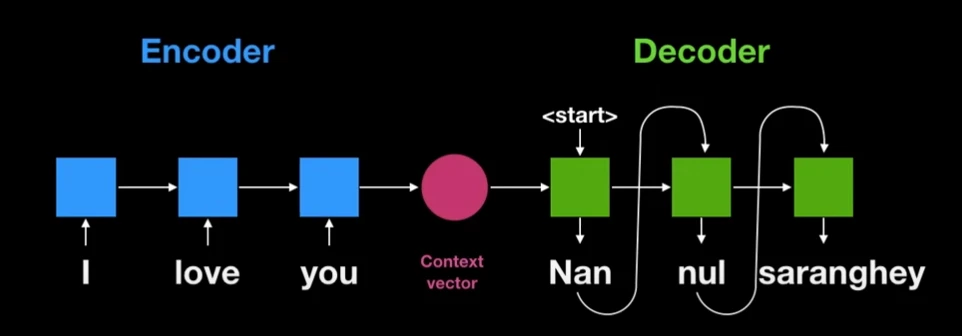 Encoder
Decoder
<start>
I love you
Context
vector
Nan nul saranghey